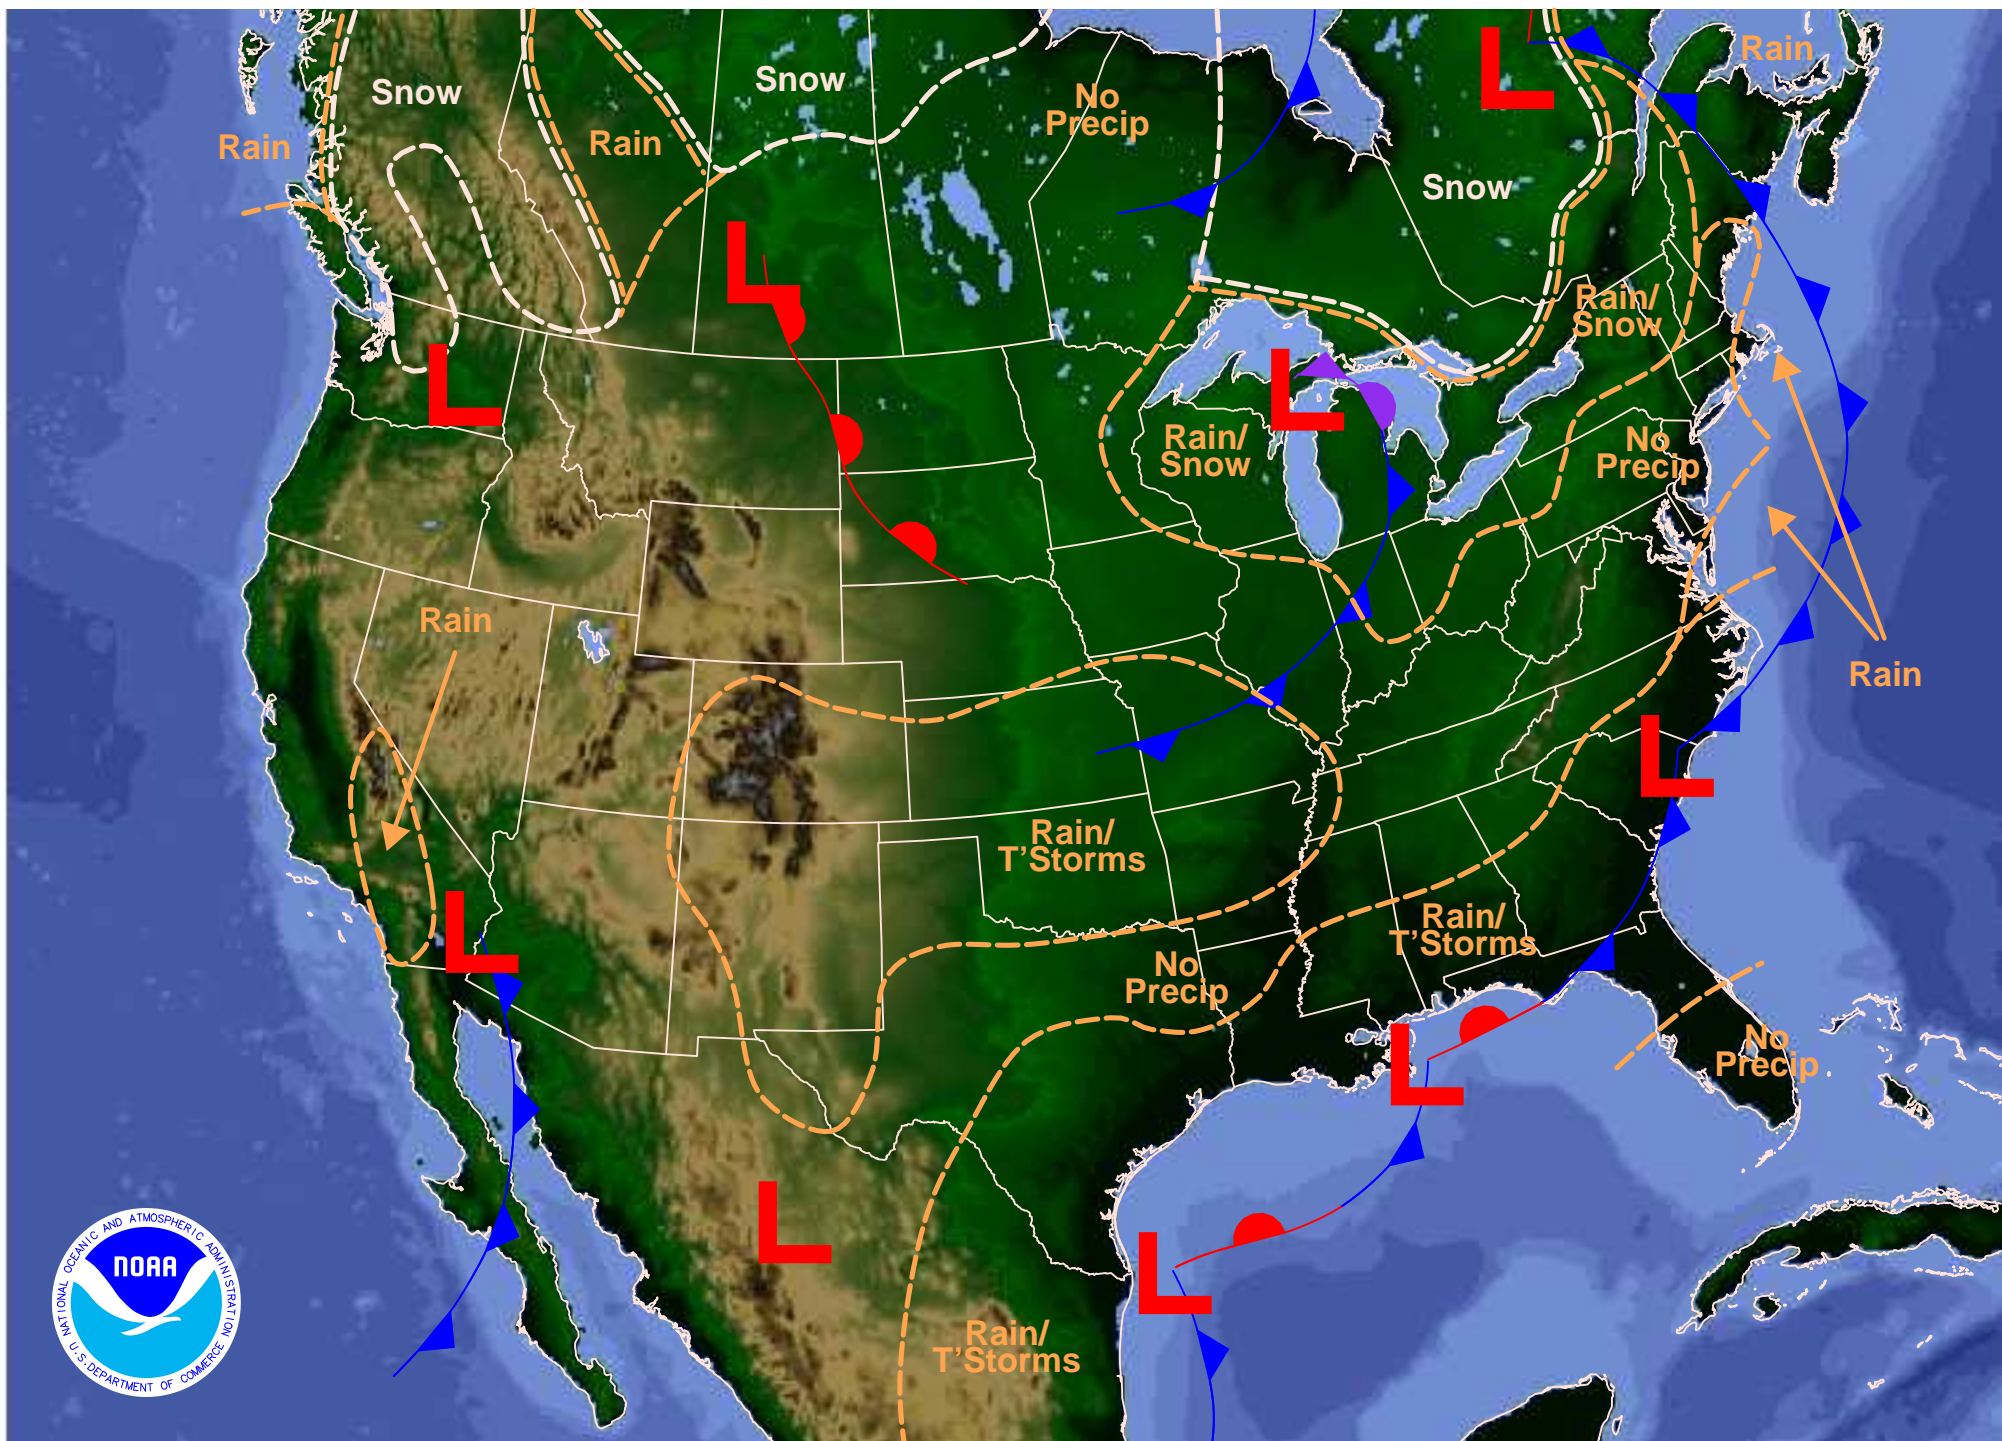 Rain
Snow
Snow
No
Precip
Rain
Rain
Snow
Rain/
Snow
Rain/
Snow
No
Precip
Rain
Rain
L
L
L
L
L
L
L
L
L
Rain/
T'Storms
Rain/
T'Storms
No
Precip
No
Precip
Rain/
T'Storms
NATIONAL OCEANIC AND ATMOSPHERIC ADMINISTRATION
NOAA
U.S. DEPARTMENT OF COMMERCE